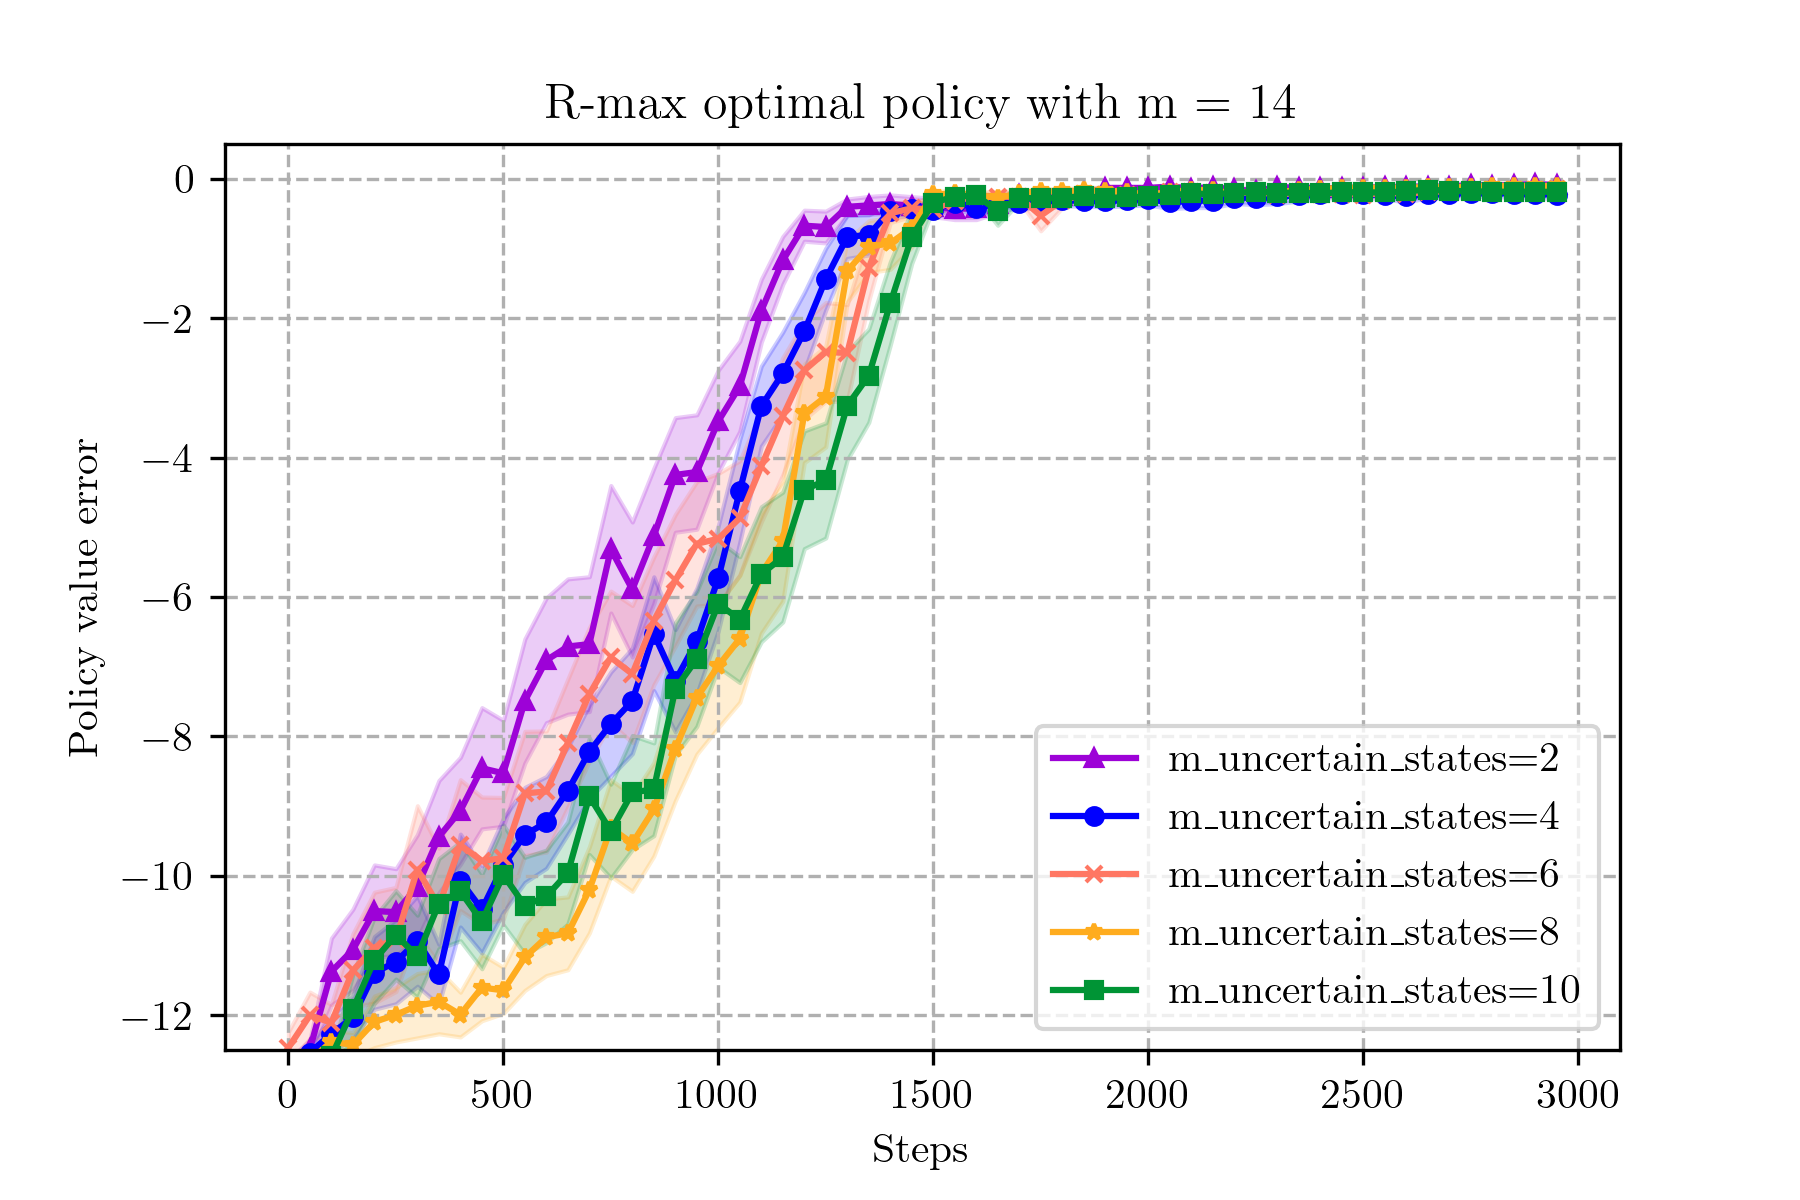 R-max optimal policy with m = 14
Policy value error
0
−2
−4
−6
−8
−10
−12
m_uncertain_states=2
m_uncertain_states=4
m_uncertain_states=6
m_uncertain_states=8
m_uncertain_states=10
0 500 1000 1500 2000 2500 3000
Steps